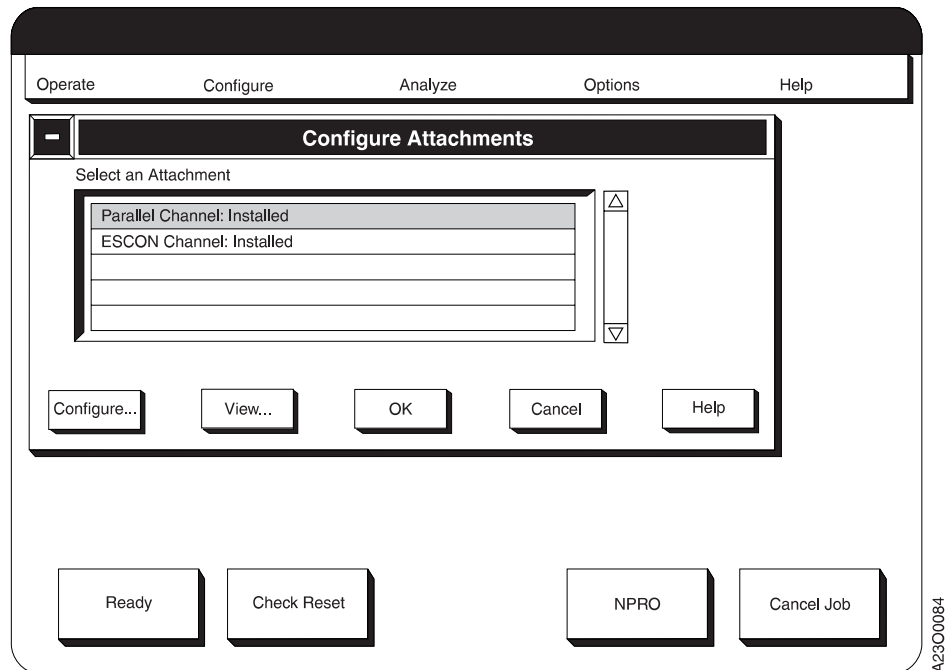 Operate Configure Analyze Options Help
Configure Attachments
Select an Attachment
Parallel Channel: Installed
ESCON Channel: Installed
Configure... View... OK Cancel Help
Ready Check Reset NPRO Cancel Job
A23O0084